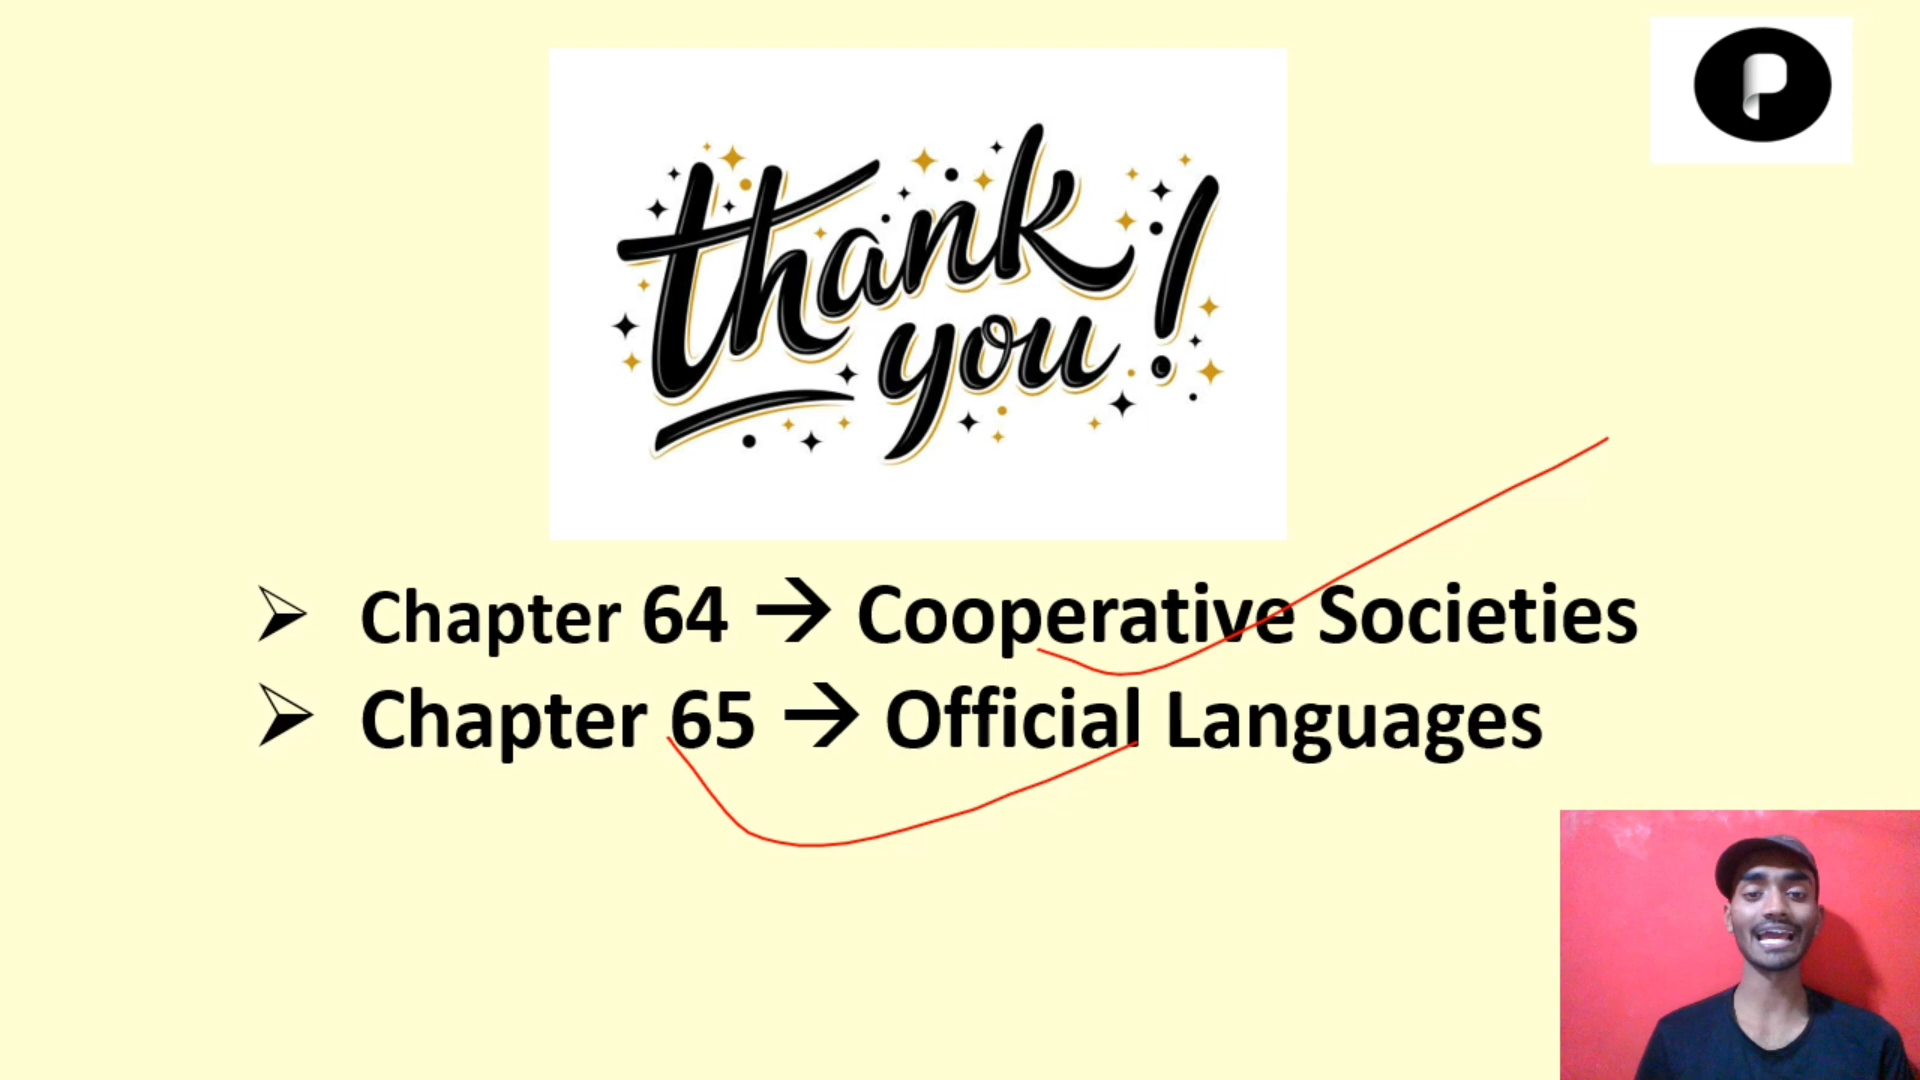 thank
you!
P
➢ Chapter 64 → Cooperative Societies
➢ Chapter 65 → Official Languages